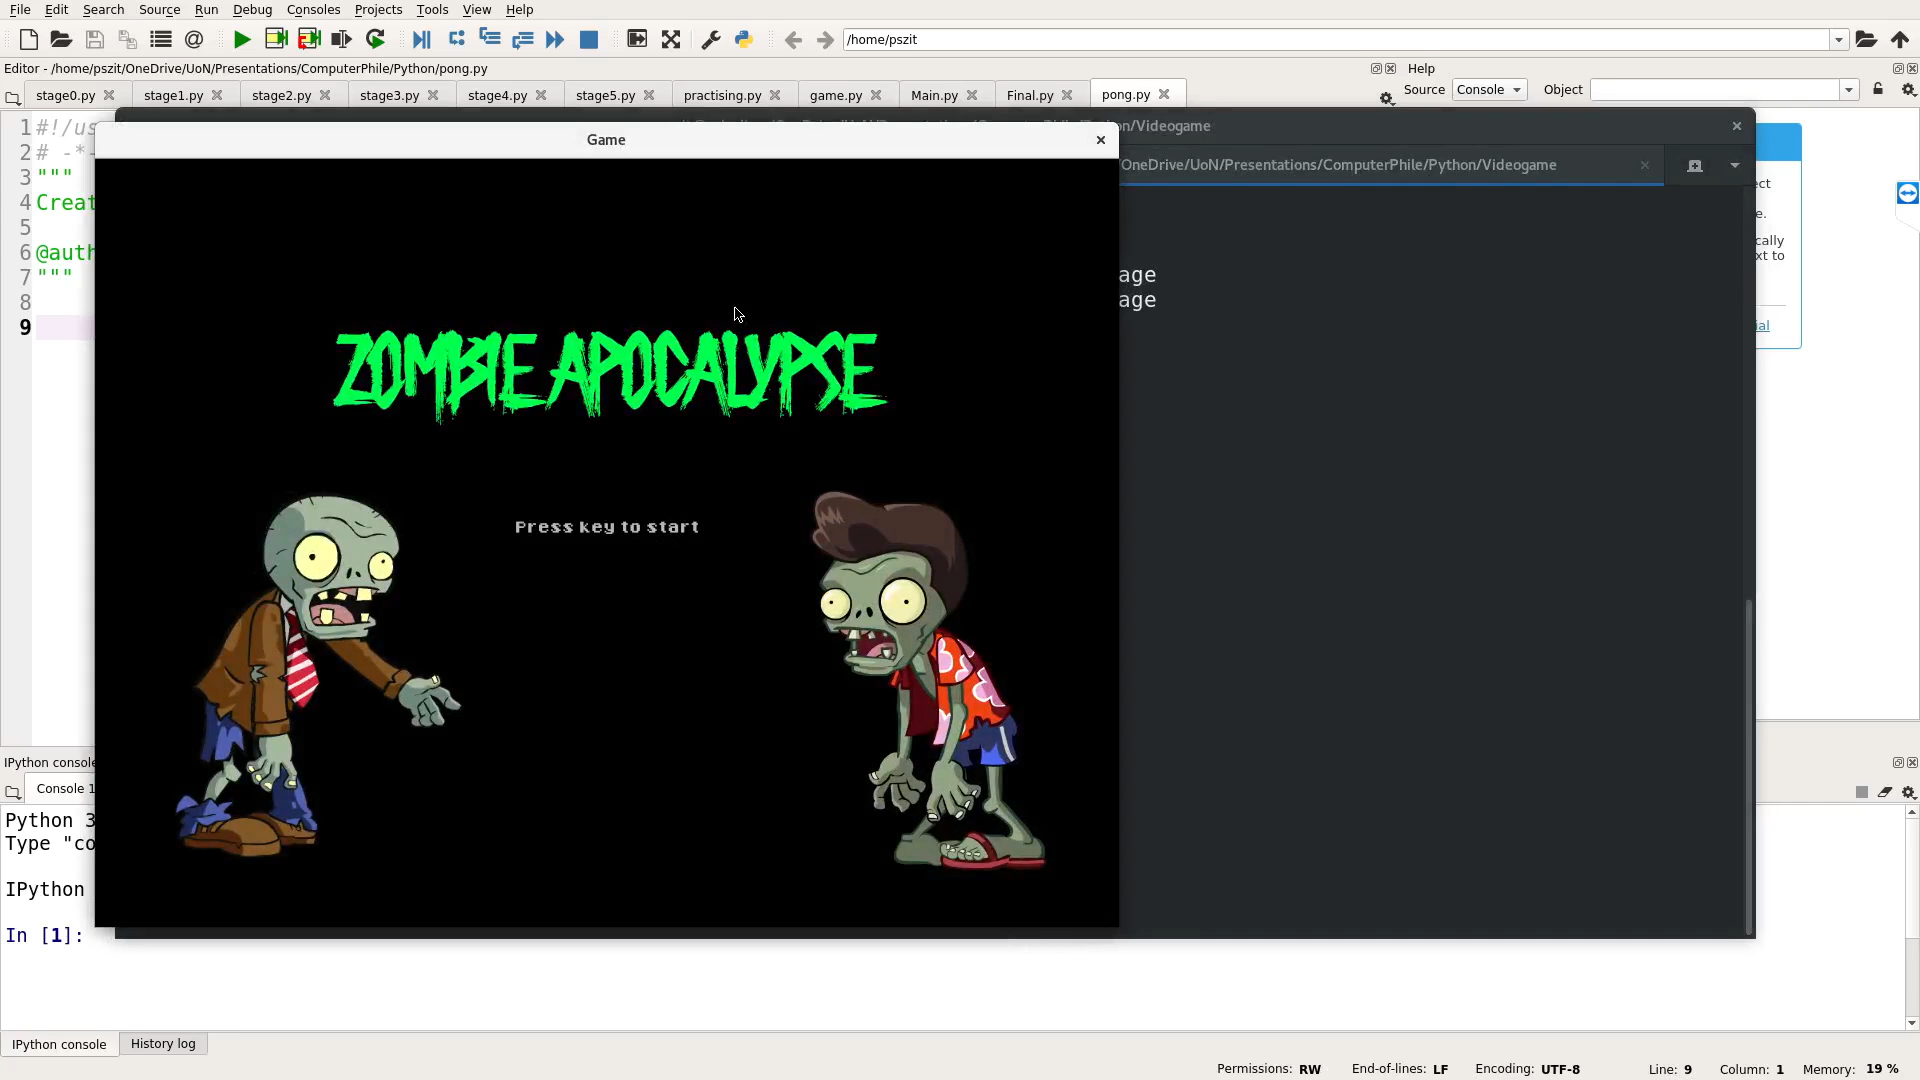 File Edit Search Source Run Debug Consoles Projects Tools View Help
/home/pszit
Editor - /home/pszit/OneDrive/UoN/Presentations/ComputerPhile/Python/pong.py
Help
stage0.py stage1.py stage2.py stage3.py stage4.py stage5.py practising.py game.py Main.py Final.py pong.py
Source Console Object
n/Videogame
Game
OneDrive/UoN/Presentations/ComputerPhile/Python/Videogame
1 #!/us
2 # -*-
3 """
4 Creat
5
6 @auth
7 """
8
9
ect
e.
cally
xt to
ial
age
age
ZOMBIE APOCALYPSE
Press key to start
IPython console
Console 1
Python 3
Type "co
IPython
In [1]:
IPython console History log
Permissions: RW End-of-lines: LF Encoding: UTF-8 Line: 9 Column: 1 Memory: 19 %